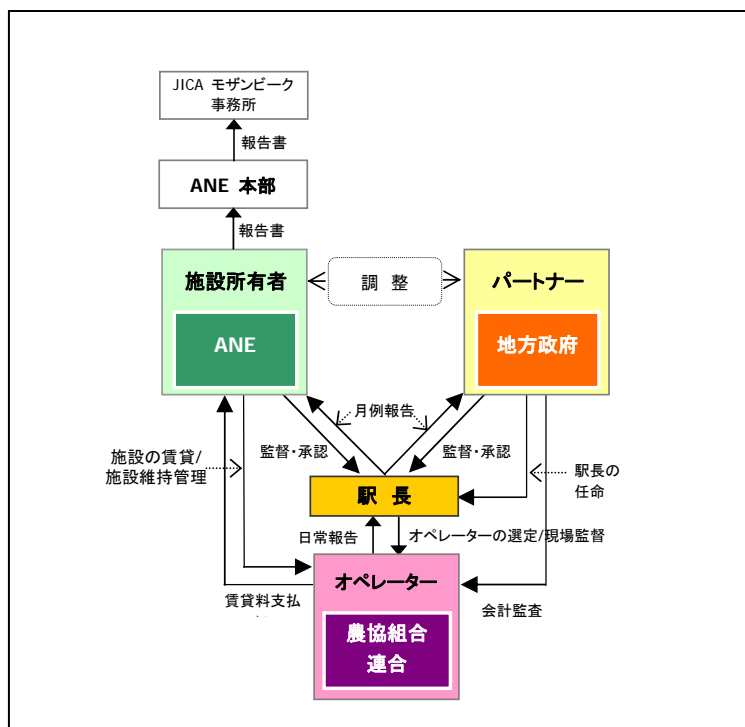 JICA モザンビーク
事務所
報告書
ANE 本部
報告書
施設所有者
ANE
調 整
パートナー
地方政府
月例報告
施設の賃貸/
施設維持管理
監督・承認
監督・承認
駅長の
任命
駅 長
日常報告
オペレーターの選定/現場監督
オペレーター
賃貸料支払
会計監査
農協組合
連合